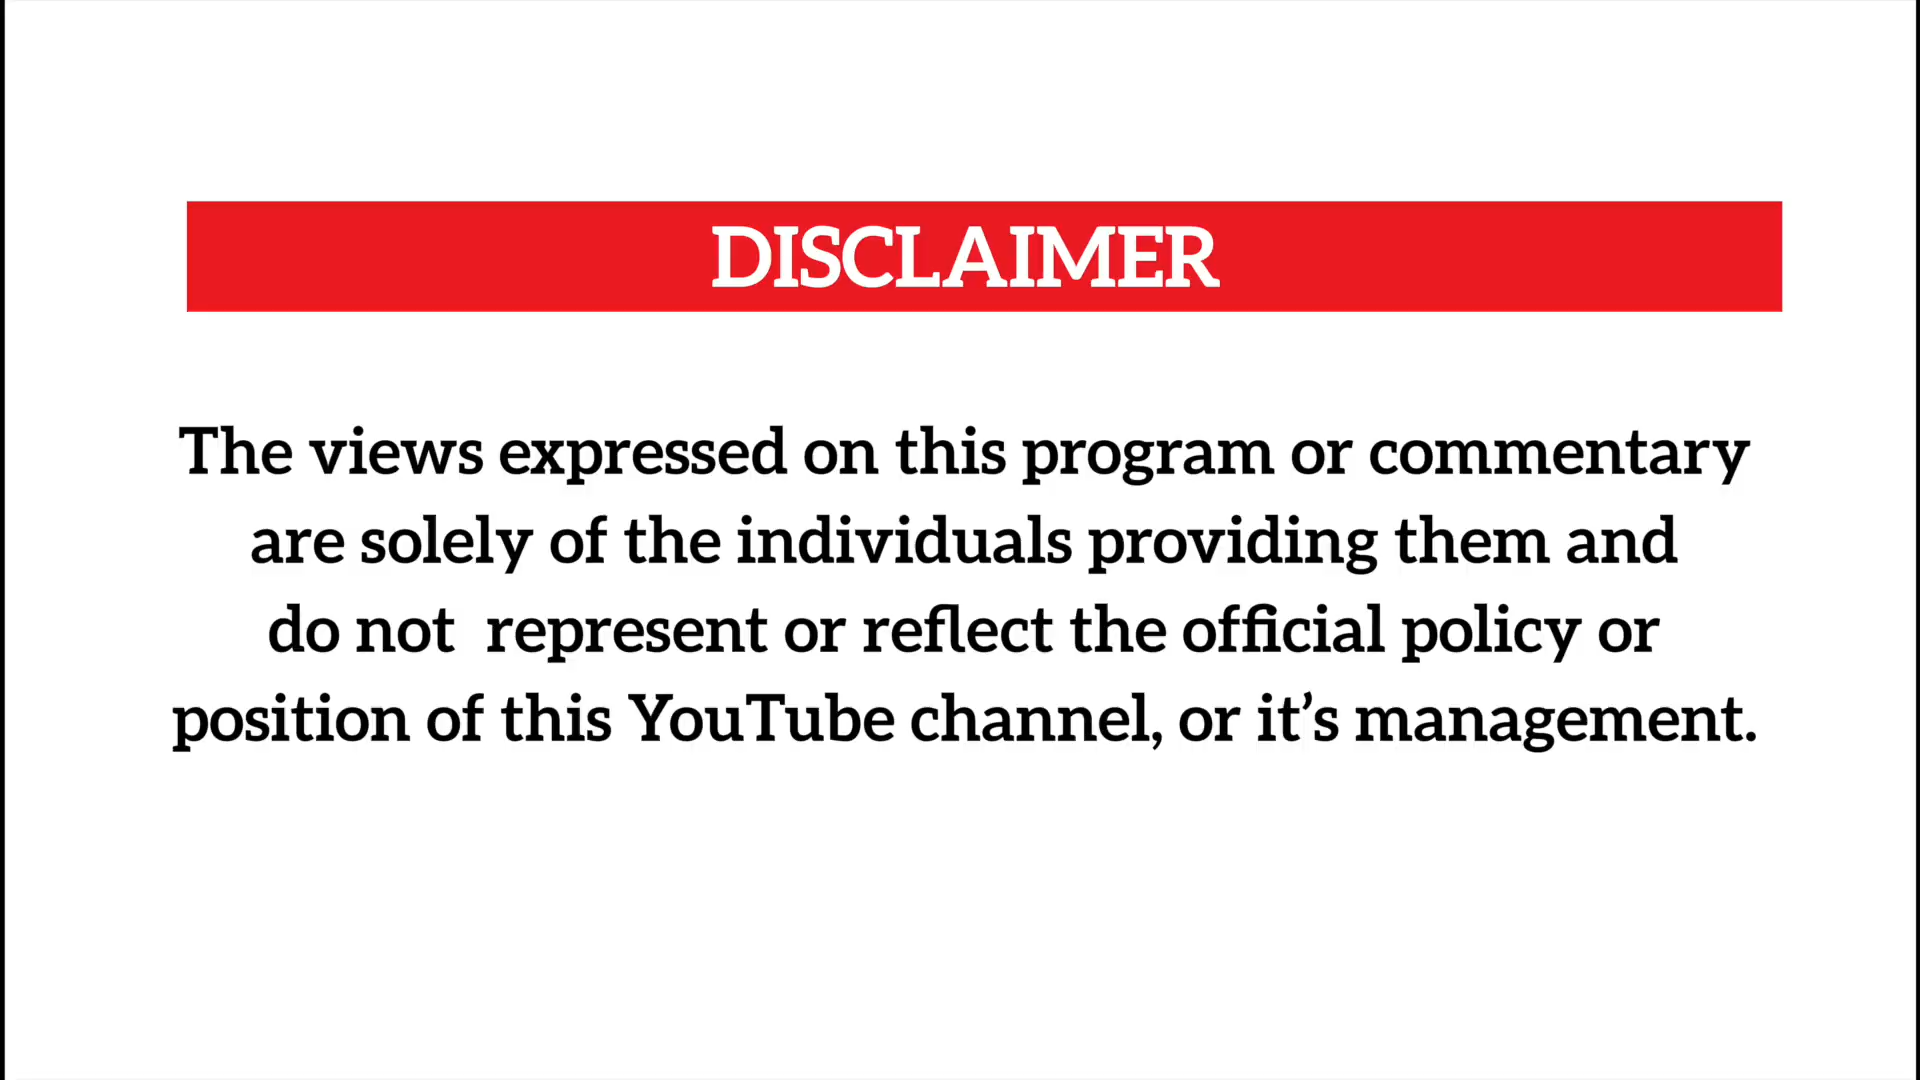 DISCLAIMER
The views expressed on this program or commentary
are solely of the individuals providing them and
do not  represent or reflect the official policy or
position of this YouTube channel, or it’s management.